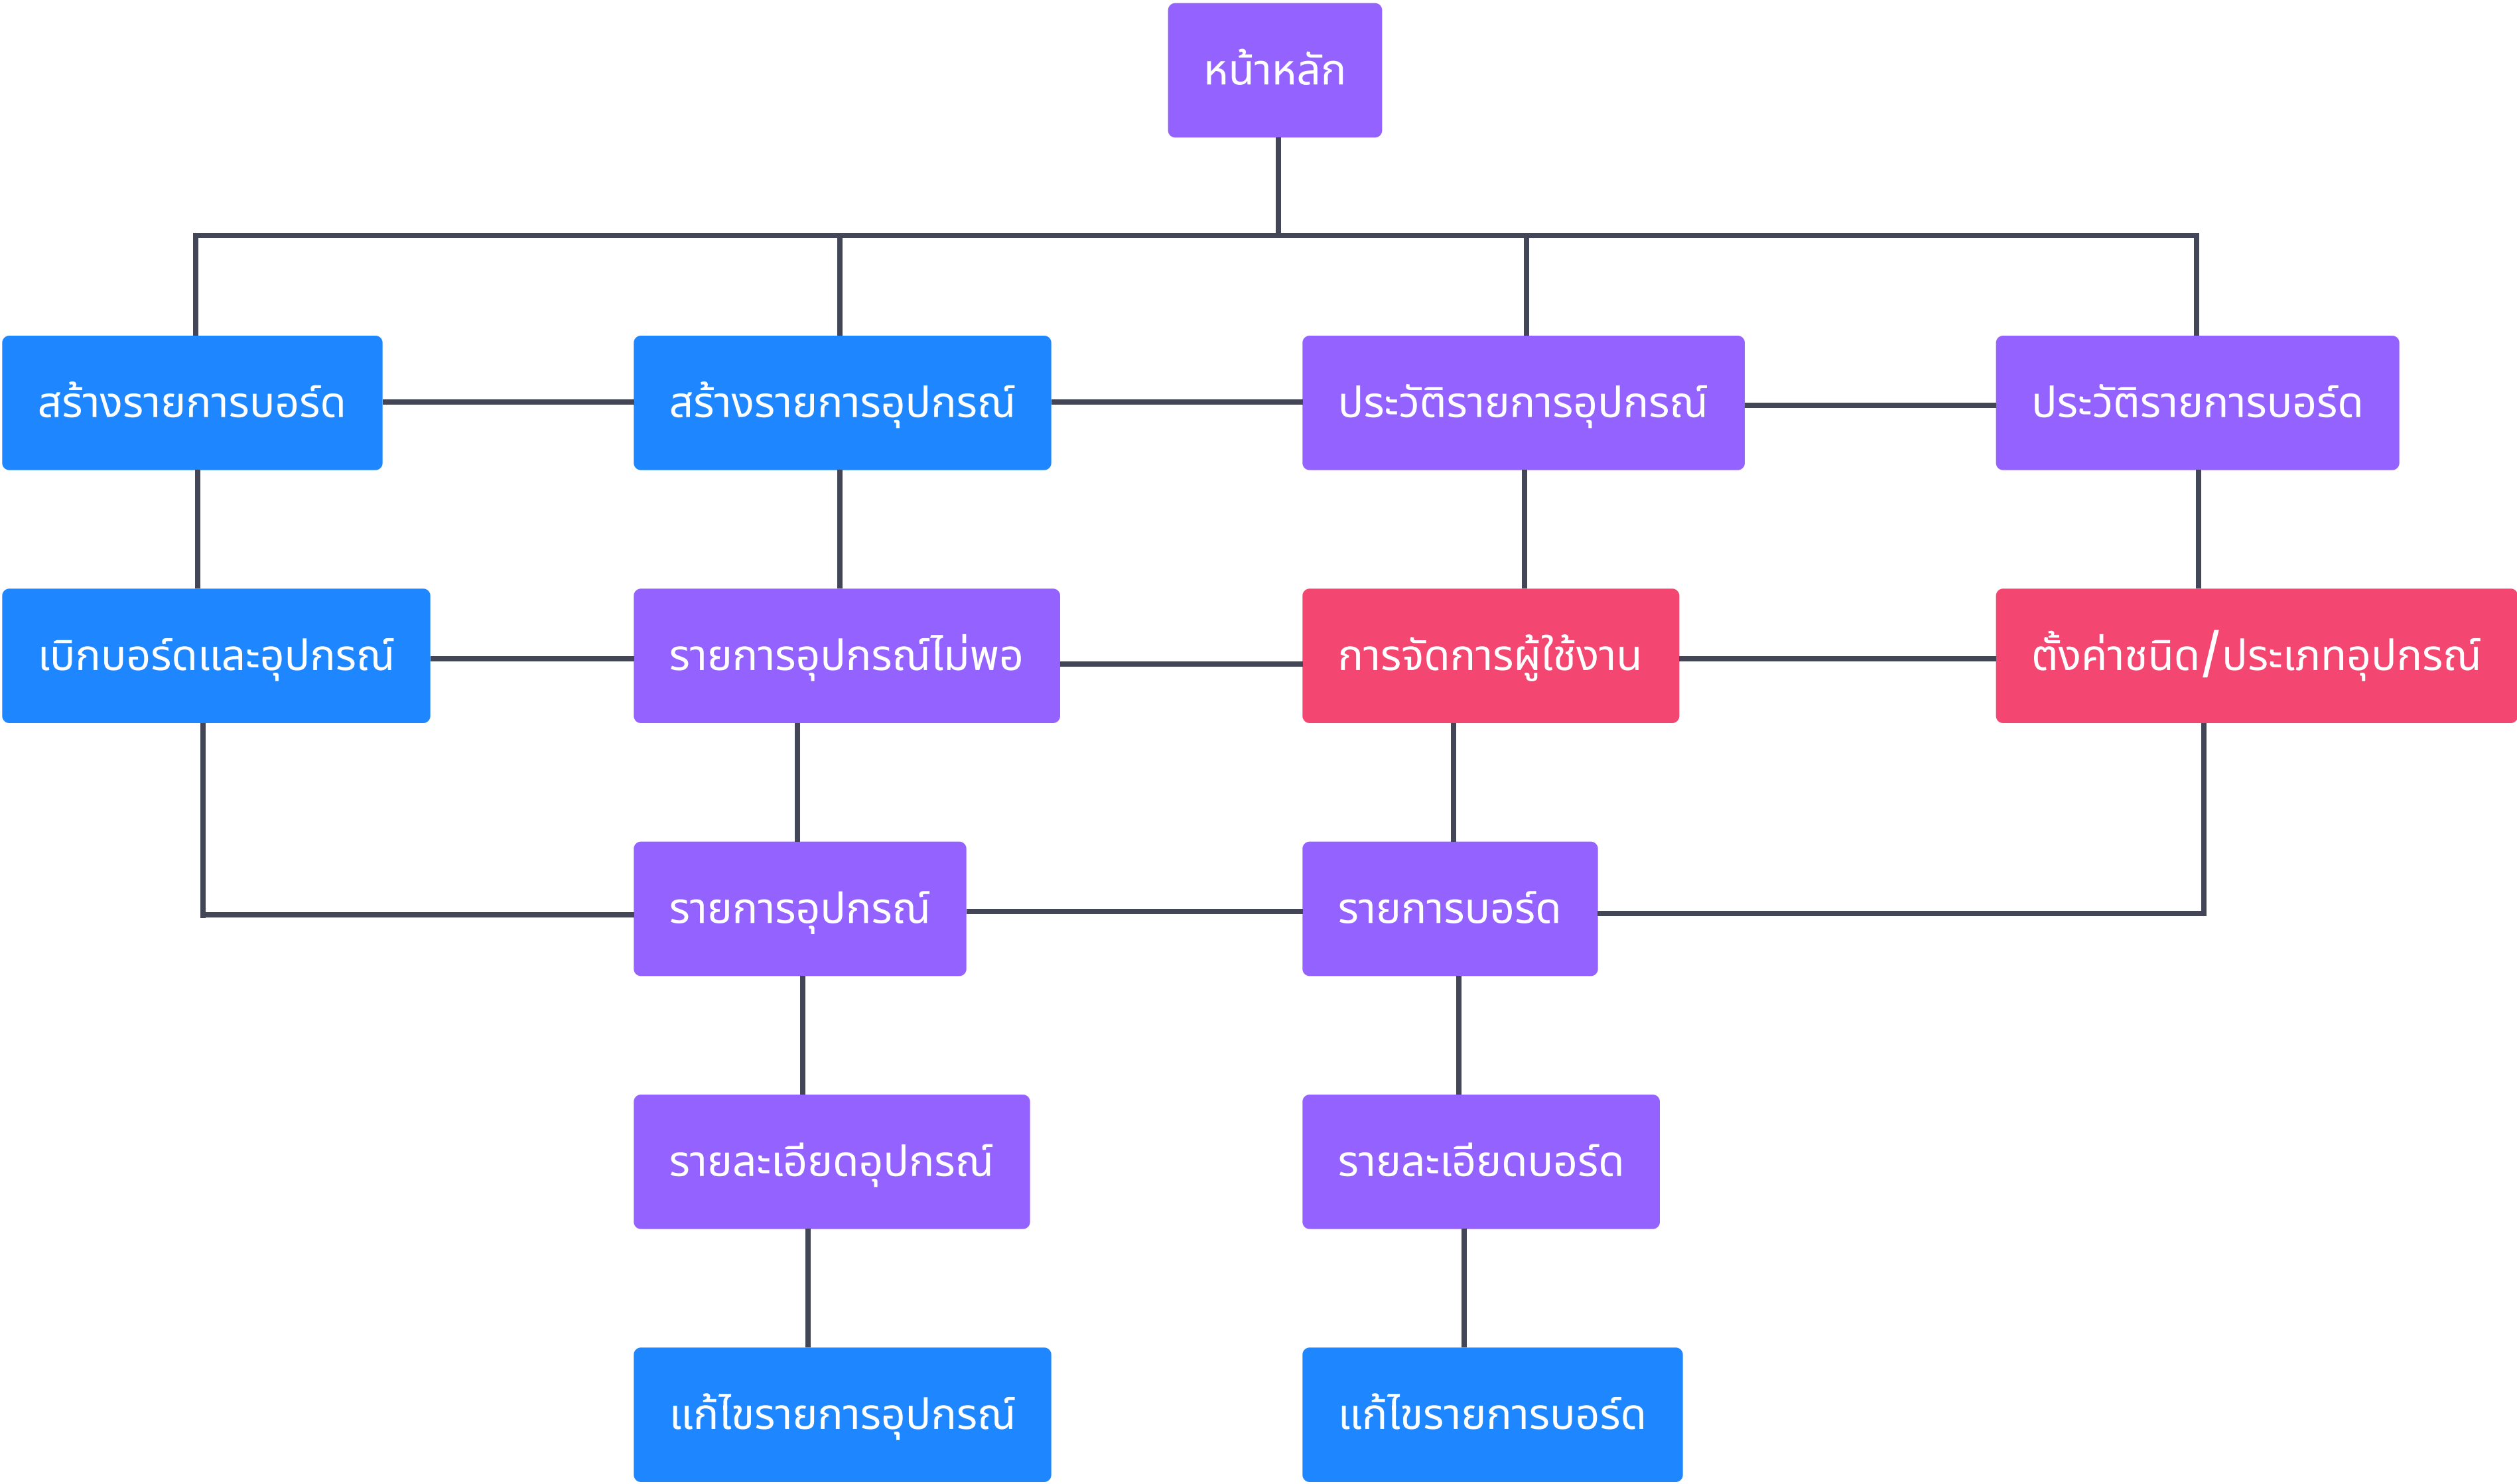 หน้าหลัก
สร้างรายการบอร์ด
สร้างรายการอุปกรณ์
ประวัติรายการอุปกรณ์
ประวัติรายการบอร์ด
เบิกบอร์ดและอุปกรณ์
รายการอุปกรณ์ไม่พอ
การจัดการผู้ใช้งาน
ตั้งค่าชนิด/ประเภทอุปกรณ์
รายการอุปกรณ์
รายการบอร์ด
รายละเอียดอุปกรณ์
รายละเอียดบอร์ด
แก้ไขรายการอุปกรณ์
แก้ไขรายการบอร์ด